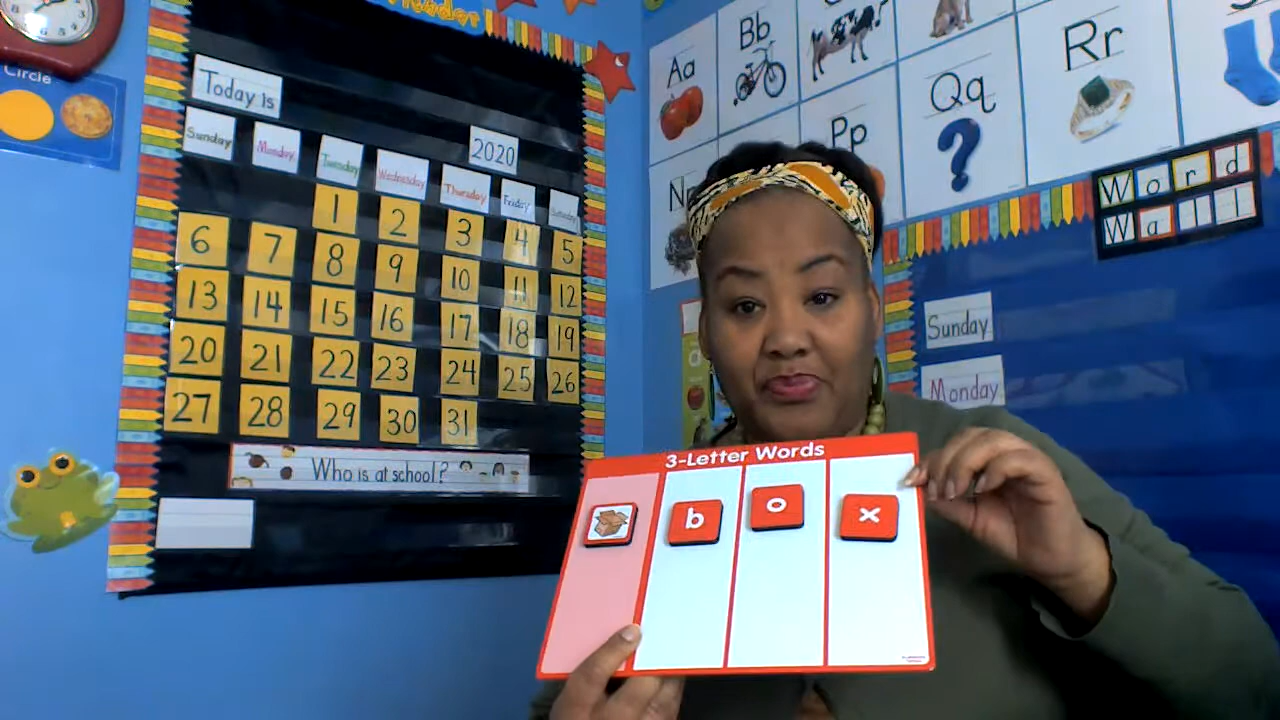 Circle
Reader
Today is
2020
Sunday Monday Tuesday Wednesday Thursday Friday Saturday
1 2 3 4 5
6 7 8 9 10 11 12
13 14 15 16 17 18 19
20 21 22 23 24 25 26
27 28 29 30 31
Who is at school?
Aa Bb
Pp Qq Rr
Word
Wall
Sunday
Monday
3-Letter Words
b o x